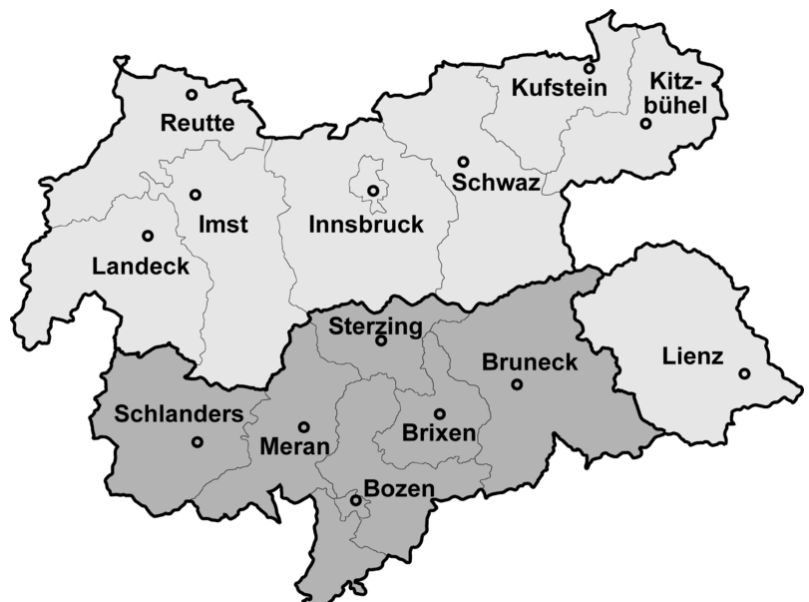 Kufstein
Kitz-
bühel
Reutte
Schwaz
Imst
Innsbruck
Landeck
Sterzing
Bruneck
Lienz
Schlanders
Meran
Brixen
Bozen